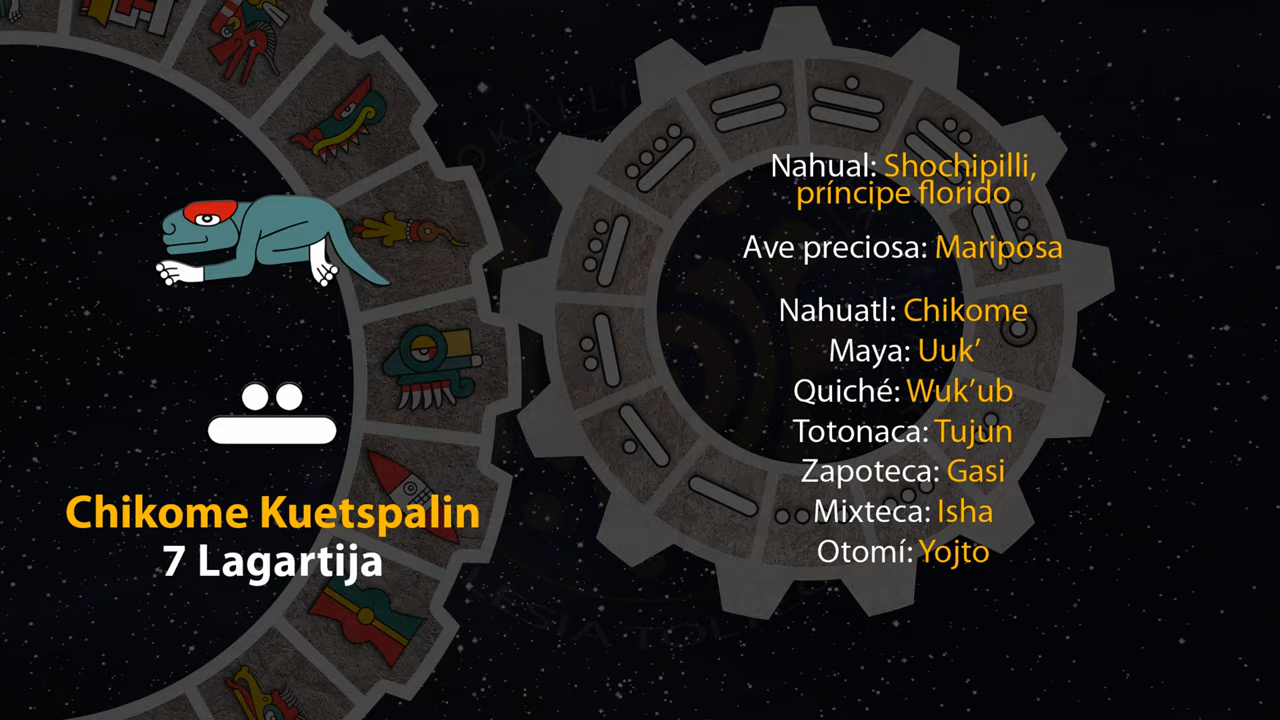 Nahual: Shochipilli,
príncipe florido
Ave preciosa: Mariposa
Nahuatl: Chikome
Maya: Uuk’
Quiché: Wuk’ub
Totonaca: Tujun
Zapoteca: Gasi
Mixteca: Isha
Otomí: Yojto
Chikome Kuetspalin
7 Lagartija